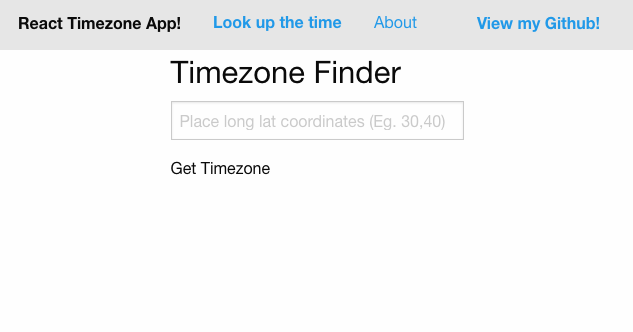 React Timezone App! Look up the time About View my Github!
Timezone Finder
Place long lat coordinates (Eg. 30,40)
Get Timezone